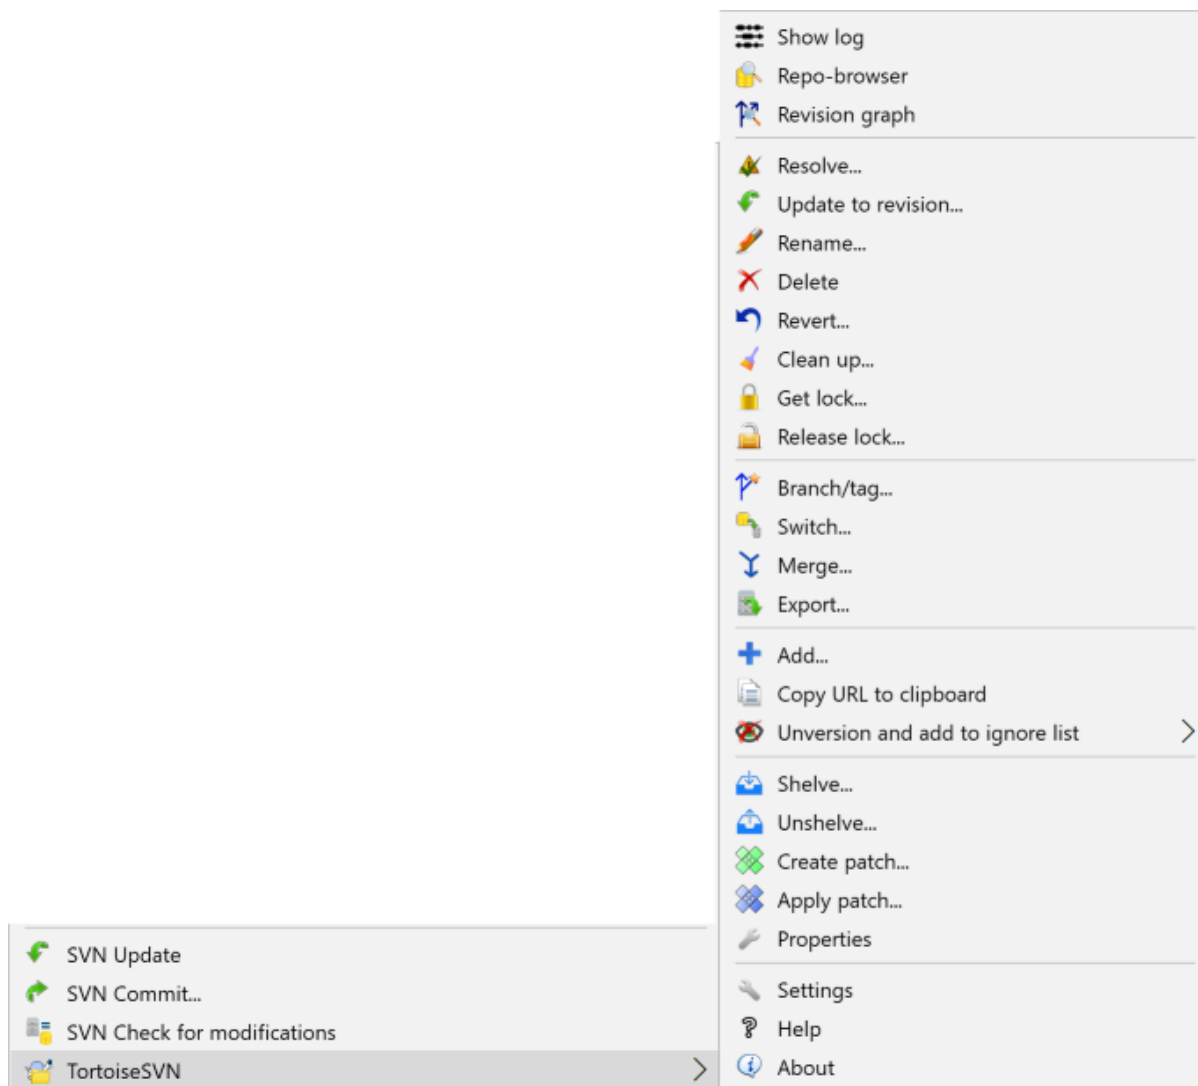 Show log
Repo-browser
Revision graph
Resolve...
Update to revision...
Rename...
Delete
Revert...
Clean up...
Get lock...
Release lock...
Branch/tag...
Switch...
Merge...
Export...
Add...
Copy URL to clipboard
Unversion and add to ignore list
Shelve...
Unshelve...
Create patch...
Apply patch...
Properties
Settings
Help
About
SVN Update
SVN Commit...
SVN Check for modifications
TortoiseSVN